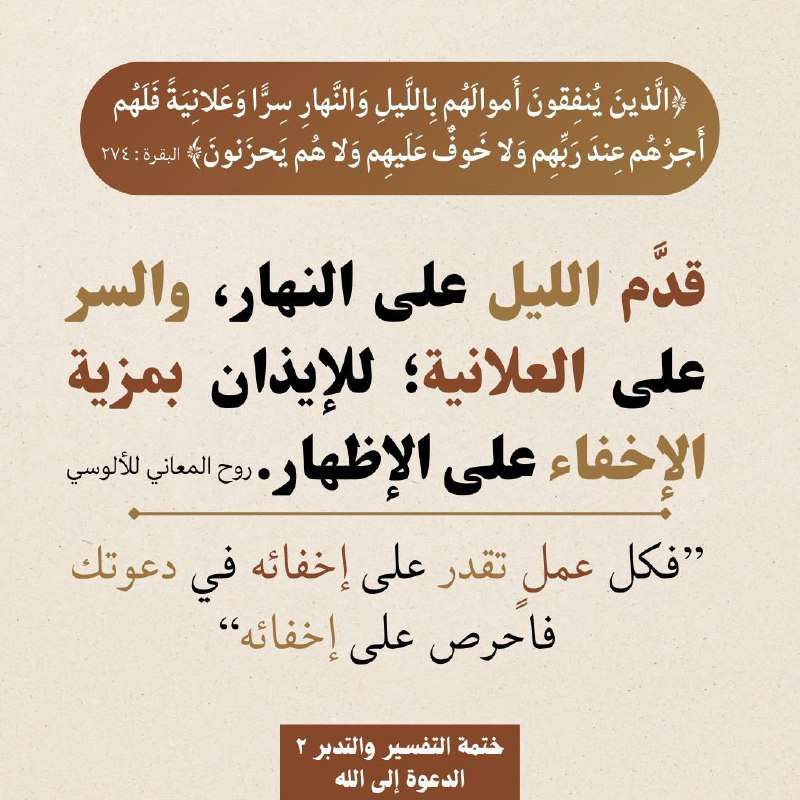 ﴿الَّذينَ يُنفِقونَ أَموالَهُم بِاللَّيلِ وَالنَّهارِ سِرًّا وَعَلانِيَةً فَلَهُم
أَجرُهُم عِندَ رَبِّهِم وَلا خَوفٌ عَلَيهِم وَلا هُم يَحزَنونَ﴾ البقرة: ٢٧٤
قدَّم الليل على النهار، والسر
على العلانية؛ للإيذان بمزية
الإخفاء على الإظهار. روح المعاني للألوسي
”فكل عملٍ تقدر على إخفائه في دعوتك
فاحرص على إخفائه“
ختمة التفسير والتدبر ٢
الدعوة إلى الله